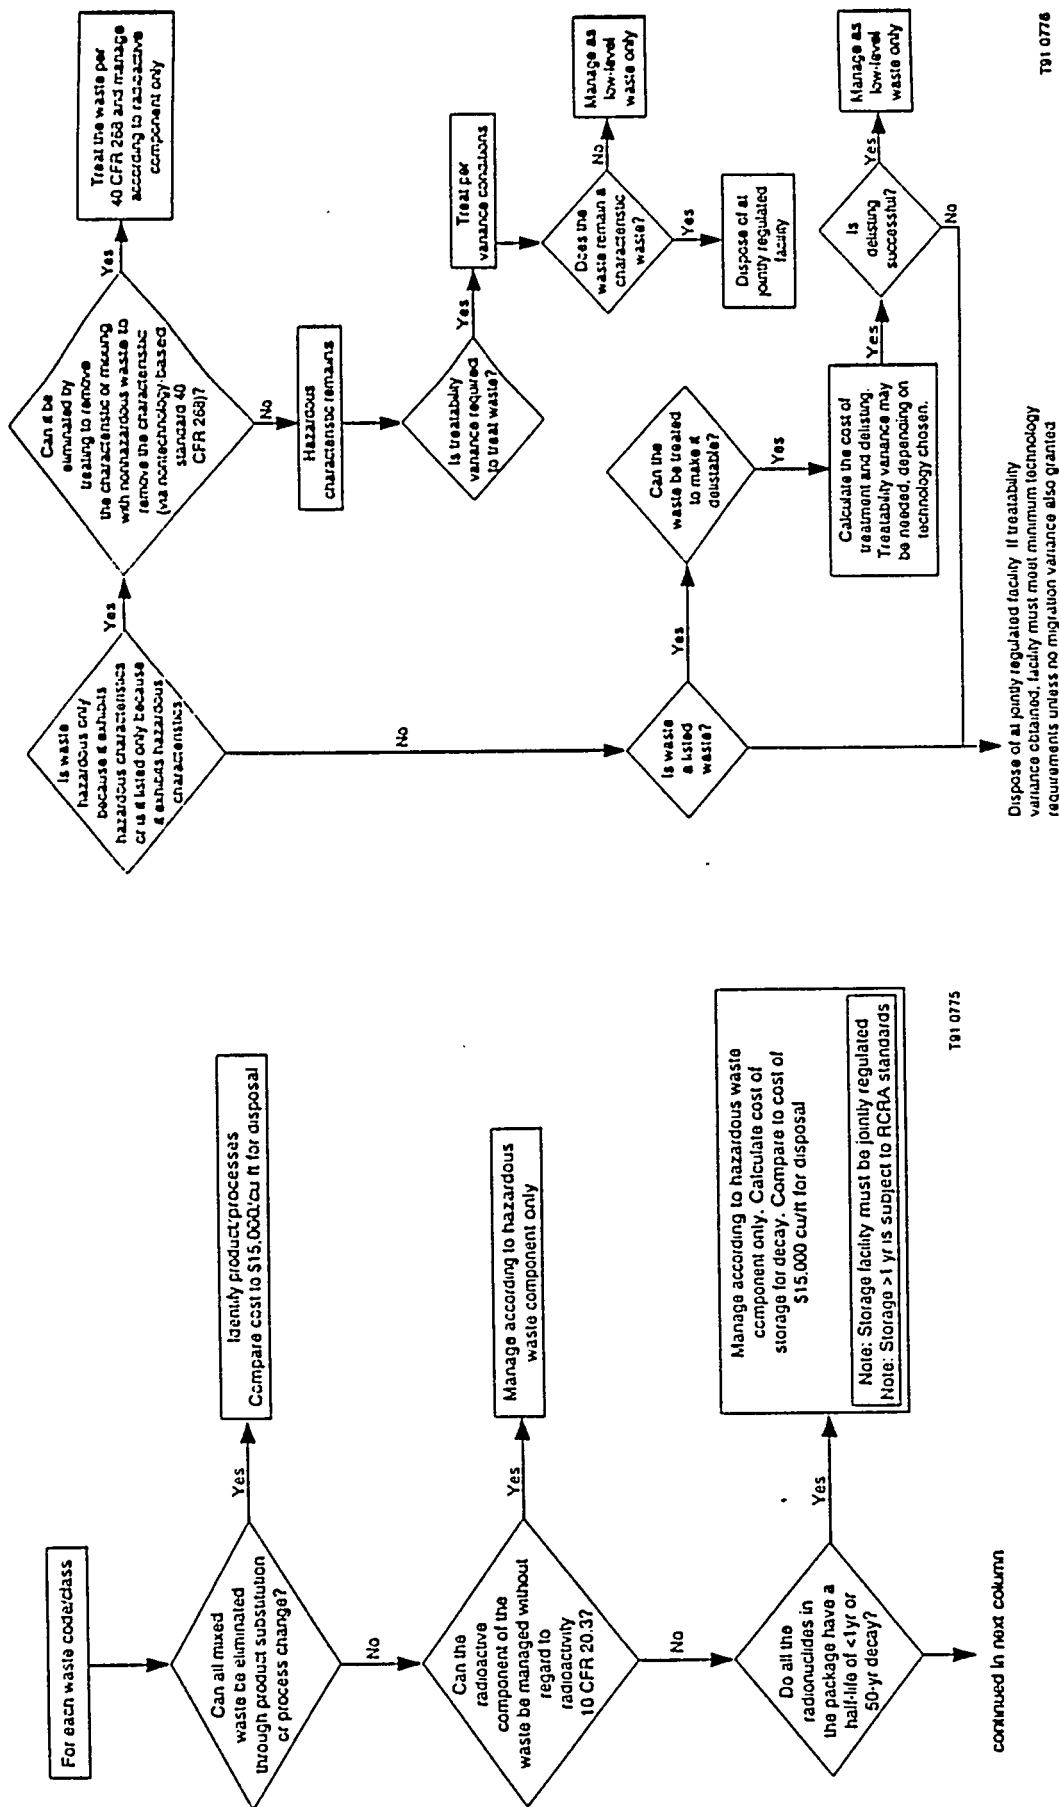 For each waste code/class
Can all mixed
waste be eliminated
through product substitution
or process change?
Yes
Identify product/processes
Compare cost to $15,000/cu ft for disposal
No
Can the
radioactive
component of the
waste be managed without
regard to
radioactivity
10 CFR 20.3?
Yes
Manage according to hazardous
waste component only
No
Do all the
radionuclides in
the package have a
half-life of <1yr or
50-yr decay?
Yes
Manage according to hazardous waste
component only. Calculate cost of
storage for decay. Compare to cost of
$15,000 cu/ft for disposal
Note: Storage facility must be jointly regulated
Note: Storage >1 yr is subject to RCRA standards
continued in next column
T91 0775
Is waste
hazardous only
because it exhibits
hazardous characteristics
or is it listed only because
it exhibits hazardous
characteristics
Yes
Can it be
eliminated by
treating to remove
the characteristic or mixing
with nonhazardous waste to
remove the characteristic
(via nontechnology-based
standard 40
CFR 268)?
Yes
Treat the waste per
40 CFR 268 and manage
according to radioactive
component only
No
Hazardous
characteristic remains
Is treatability
variance required
to treat waste?
Yes
Treat per
variance conditions
Does the
waste remain a
characteristic
waste?
No
Manage as
low-level
waste only
Yes
Dispose of at
jointly regulated
facility
No
Is waste
a listed
waste?
Yes
Can the
waste be treated
to make it
delistable?
Yes
Calculate the cost of
treatment and delisting.
Treatability variance may
be needed, depending on
technology chosen.
Yes
Is
delisting
successful?
Yes
Manage as
low-level
waste only
No
Dispose of at jointly regulated facility If treatability
variance obtained, facility must meet minimum technology
requirements unless no migration variance also granted
T91 0776